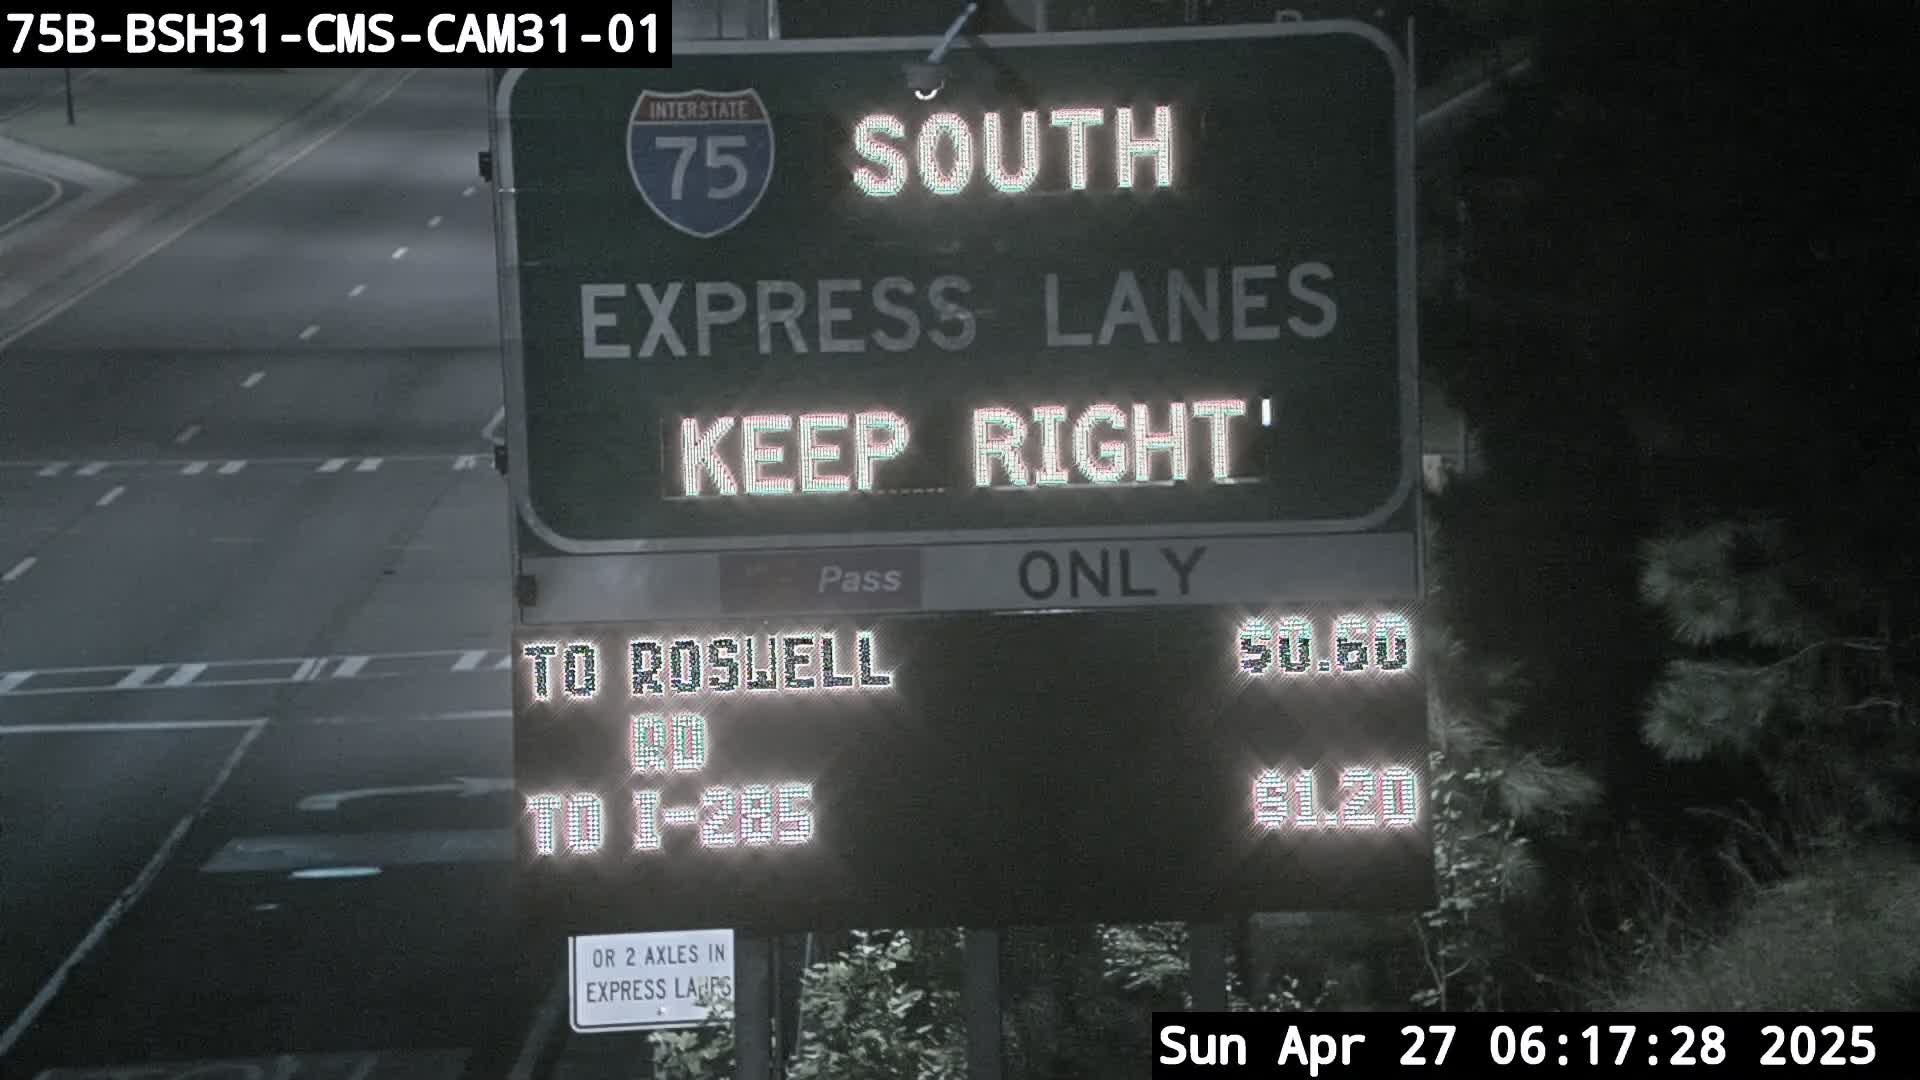 75B-BSH31-CMS-CAM31-01
INTERSTATE
75
SOUTH
EXPRESS LANES
KEEP RIGHT
Pass ONLY
TO ROSWELL $0.60
RD
TO I-285 $1.20
OR 2 AXLES IN
EXPRESS LANES
Sun Apr 27 06:17:28 2025